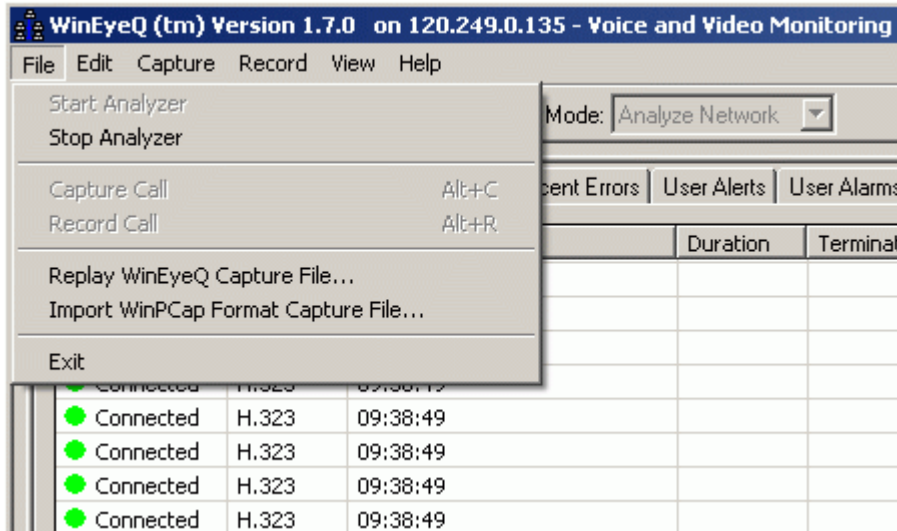 WinEyeQ (tm) Version 1.7.0 on 120.249.0.135 - Voice and Video Monitoring
File Edit Capture Record View Help
Start Analyzer
Mode: Analyze Network
Stop Analyzer
Capture Call Alt+C
cent Errors User Alerts User Alarms
Record Call Alt+R
Duration Terminat
Replay WinEyeQ Capture File...
Import WinPCap Format Capture File...
Exit
Connected H.323 09:38:49
Connected H.323 09:38:49
Connected H.323 09:38:49
Connected H.323 09:38:49
Connected H.323 09:38:49